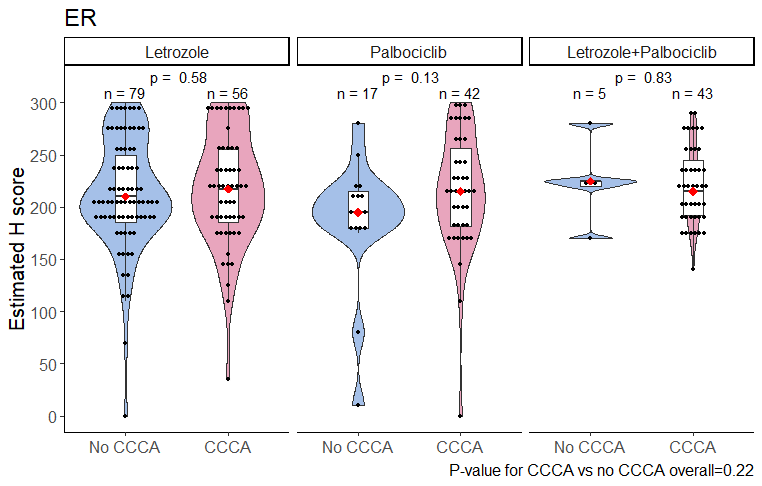 ER
Letrozole Palbociclib Letrozole+Palbociclib
p = 0.58 p = 0.13 p = 0.83
n = 79 n = 56 n = 17 n = 42 n = 5 n = 43
Estimated H score
300
250
200
150
100
50
0
No CCCA CCCA No CCCA CCCA No CCCA CCCA
P-value for CCCA vs no CCCA overall=0.22